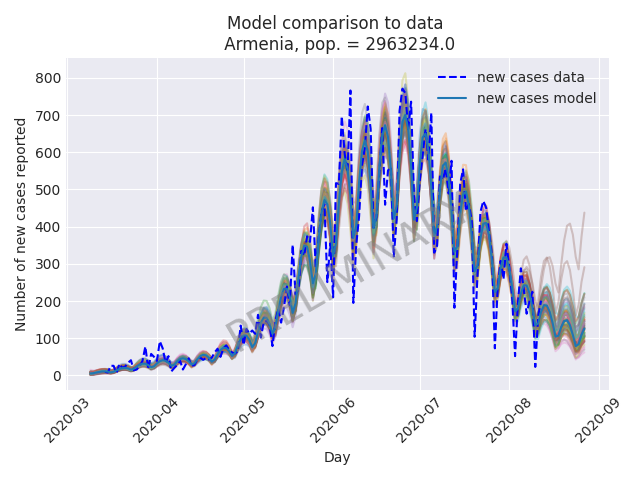 Model comparison to data
Armenia, pop. = 2963234.0
new cases data
new cases model
Number of new cases reported
800
700
600
500
400
300
200
100
0
PRELIMINARY
2020-03
2020-04
2020-05
2020-06
2020-07
2020-08
2020-09
Day